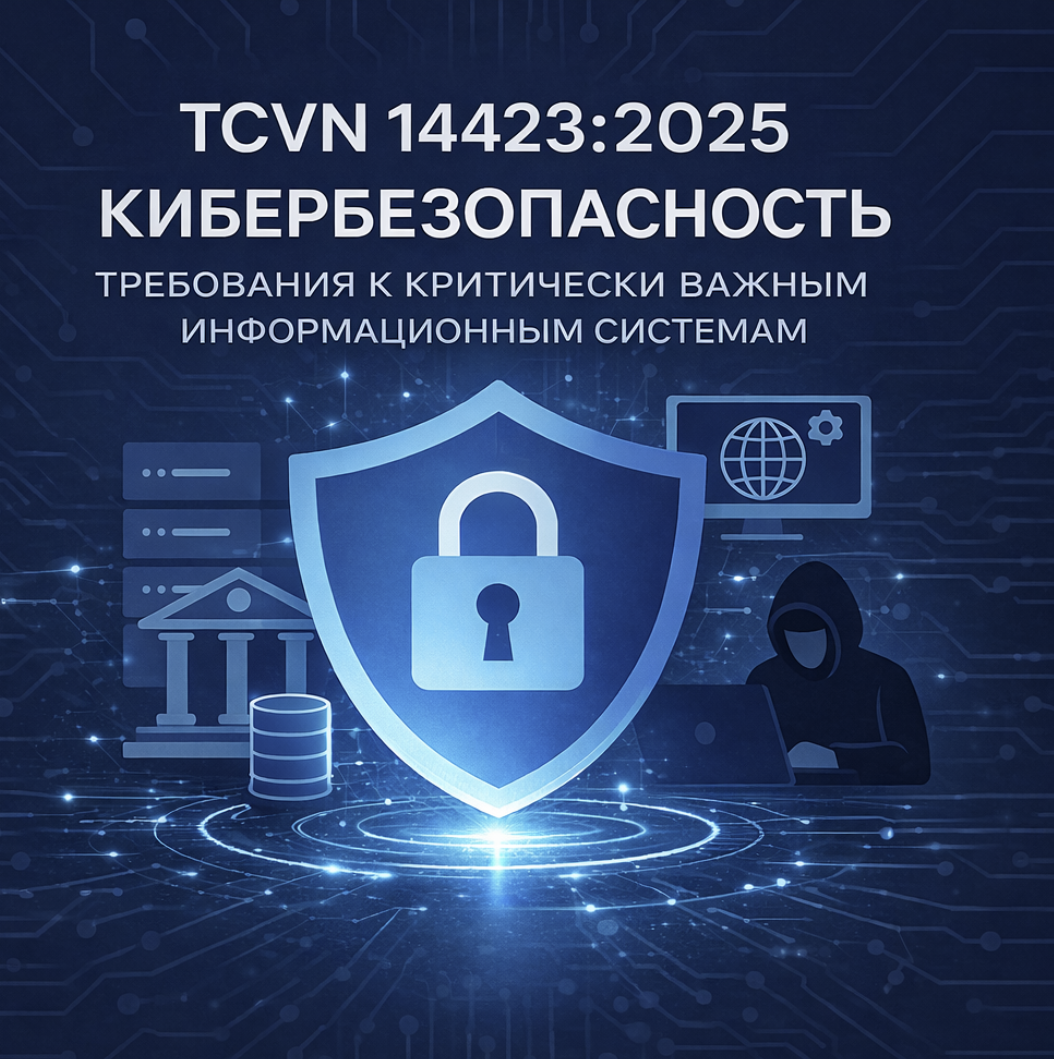 TCVN 14423:2025
КИБЕРБЕЗОПАСНОСТЬ
ТРЕБОВАНИЯ К КРИТИЧЕСКИ ВАЖНЫМ
ИНФОРМАЦИОННЫМ СИСТЕМАМ